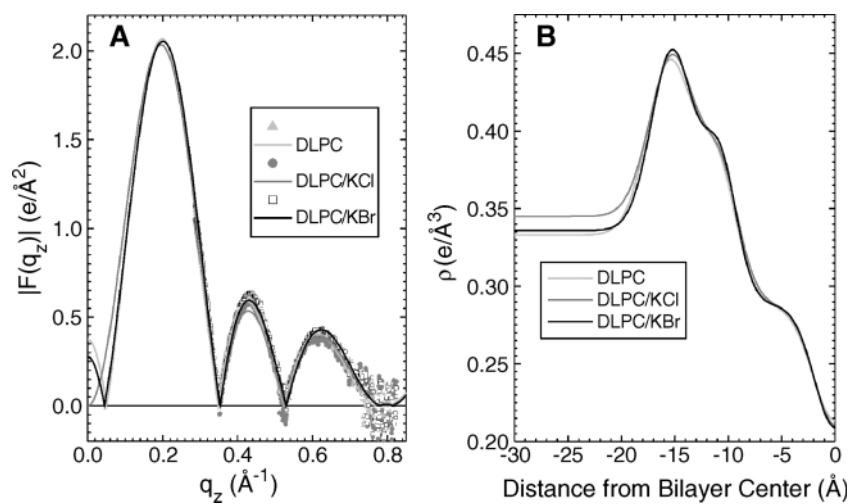 A
B
2.0
1.5
1.0
0.5
0.0
|F(q_z)| (e/Å²)
DLPC
DLPC/KCl
DLPC/KBr
0.0 0.2 0.4 0.6 0.8
q_z (Å⁻¹)
0.45
0.40
0.35
0.30
0.25
0.20
ρ(e/Å³)
DLPC
DLPC/KCl
DLPC/KBr
-30 -25 -20 -15 -10 -5 0
Distance from Bilayer Center (Å)